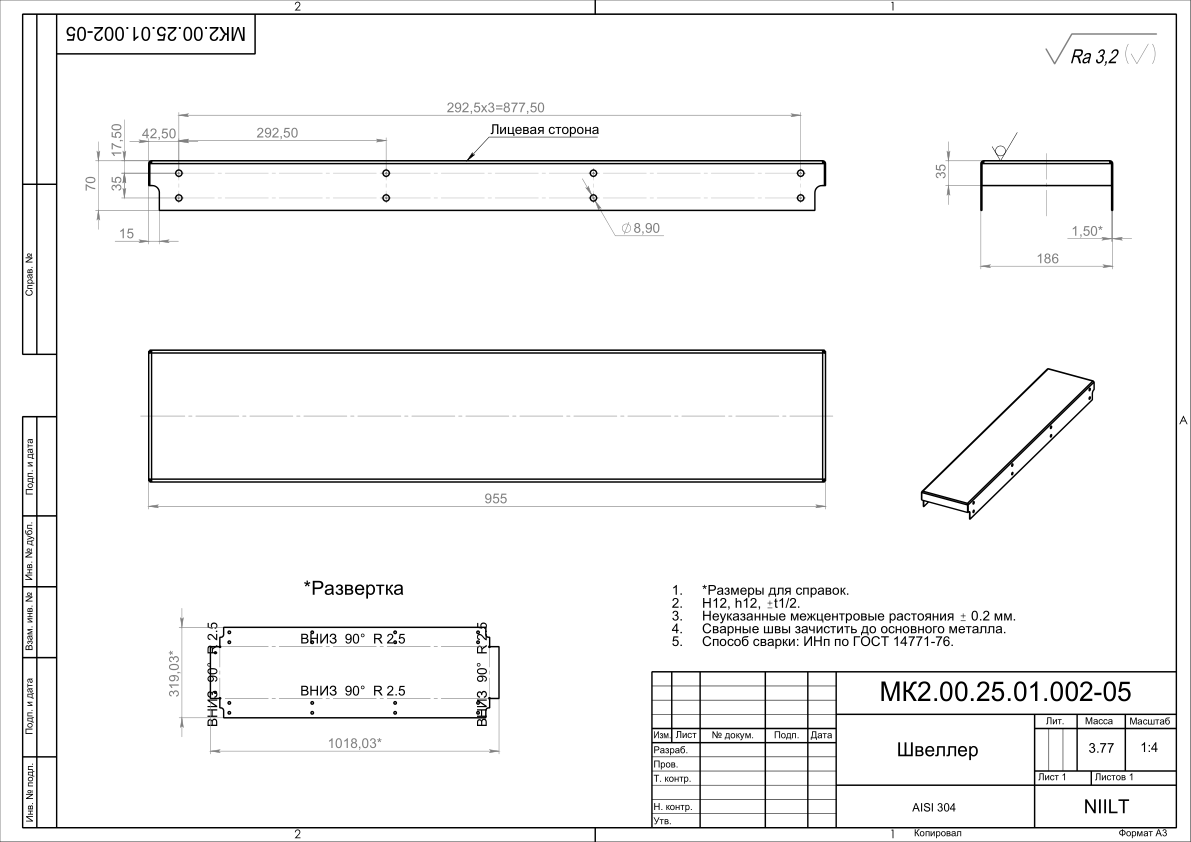 2
1
МК2.00.25.01.002-05
Ra 3,2 (√)
292,5x3=877,50
Лицевая сторона
17,50
42,50
292,50
70
35
15
∅8,90
35
1,50*
186
955
А
Справ. №
Подп. и дата
Инв. № дубл.
Взам. инв. №
Подп. и дата
Инв. № подл.
*Развертка
ВНИЗ 90° R 2.5
ВНИЗ 90° R 2.5
ВНИЗ 90° R 2.5
ВНИЗ 90° R 2.5
319,03*
1018,03*
1. *Размеры для справок.
2. H12, h12, ±t1/2.
3. Неуказанные межцентровые растояния ± 0.2 мм.
4. Сварные швы зачистить до основного металла.
5. Способ сварки: ИНп по ГОСТ 14771-76.
МК2.00.25.01.002-05
Лит. Масса Масштаб
Изм. Лист № докум. Подп. Дата
Разраб.
Пров.
Т. контр.
Н. контр.
Утв.
Швеллер
3.77 1:4
Лист 1 Листов 1
AISI 304
NIILT
2
1
Копировал
Формат А3